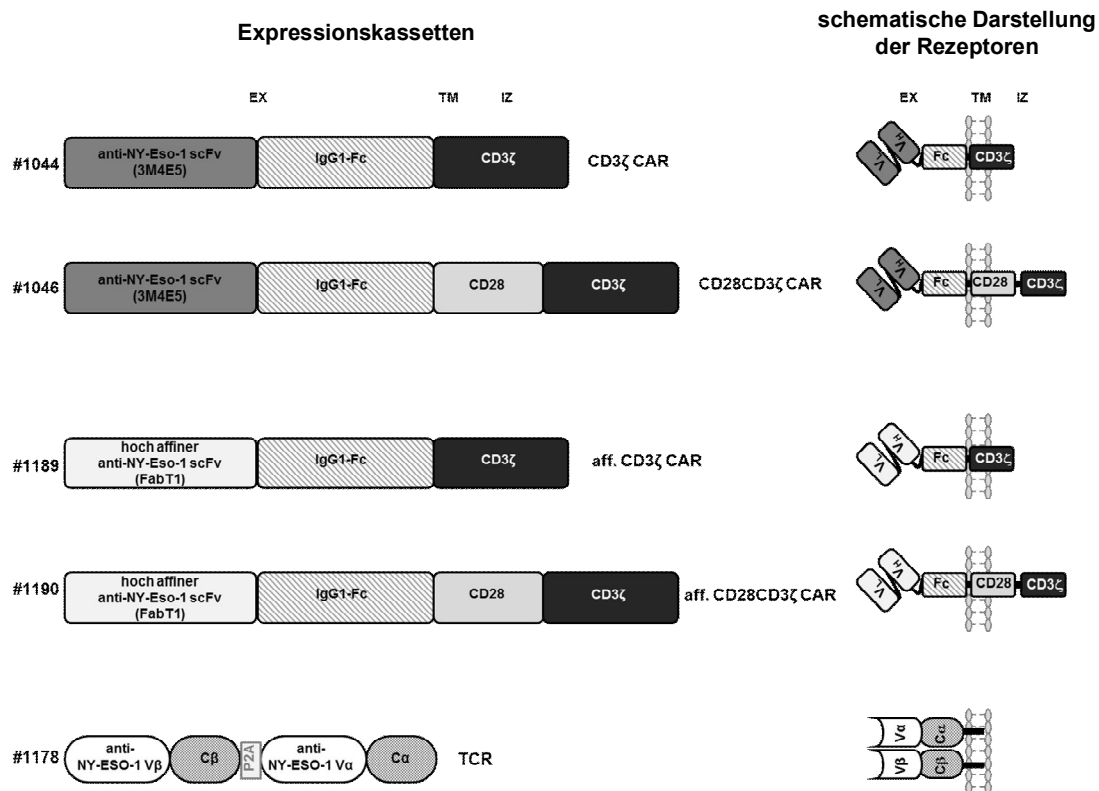 Expressionskassetten
schematische Darstellung
der Rezeptoren
EX TM IZ
EX TM IZ
#1044
anti-NY-Eso-1 scFv
(3M4E5)
IgG1-Fc
CD3ζ
CD3ζ CAR
VH
VL
Fc
CD3ζ
#1046
anti-NY-Eso-1 scFv
(3M4E5)
IgG1-Fc
CD28
CD3ζ
CD28CD3ζ CAR
VH
VL
Fc
CD28
CD3ζ
#1189
hoch affiner
anti-NY-Eso-1 scFv
(FabT1)
IgG1-Fc
CD3ζ
aff. CD3ζ CAR
VH
VL
Fc
CD3ζ
#1190
hoch affiner
anti-NY-Eso-1 scFv
(FabT1)
IgG1-Fc
CD28
CD3ζ
aff. CD28CD3ζ CAR
VH
VL
Fc
CD28
CD3ζ
#1178
anti-
NY-ESO-1 Vβ
Cβ
P2A
anti-
NY-ESO-1 Vα
Cα
TCR
Vα
Cα
Vβ
Cβ